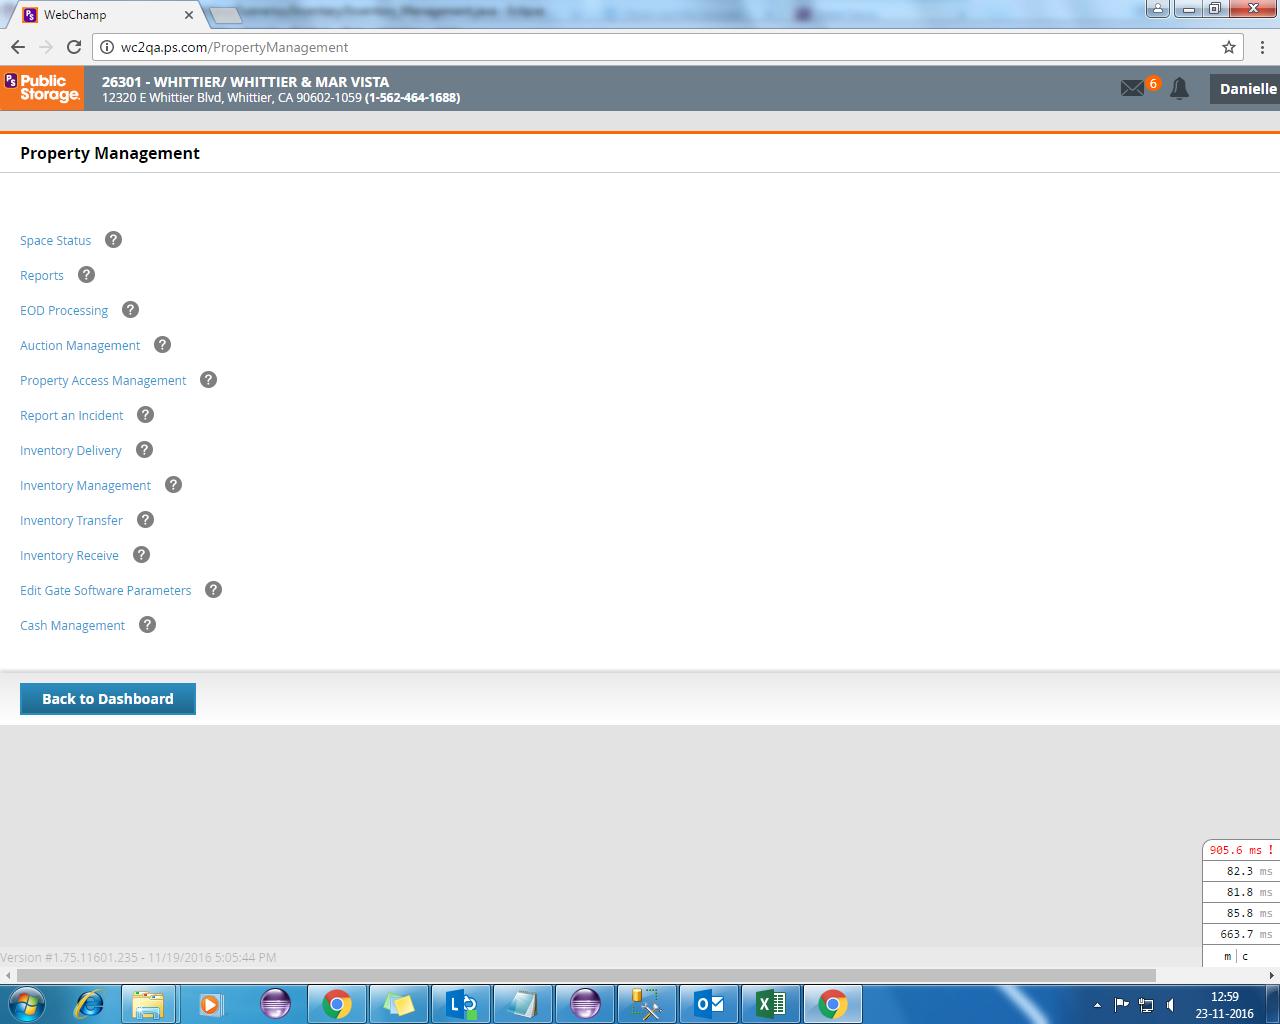 WebChamp
wc2qa.ps.com/PropertyManagement
PS Public Storage.
26301 - WHITTIER/ WHITTIER & MAR VISTA
12320 E Whittier Blvd, Whittier, CA 90602-1059 (1-562-464-1688)
6
Danielle
Property Management
Space Status ?
Reports ?
EOD Processing ?
Auction Management ?
Property Access Management ?
Report an Incident ?
Inventory Delivery ?
Inventory Management ?
Inventory Transfer ?
Inventory Receive ?
Edit Gate Software Parameters ?
Cash Management ?
Back to Dashboard
905.6 ms !
82.3 ms
81.8 ms
85.8 ms
663.7 ms
m | c
Version #1.75.11601.235 - 11/19/2016 5:05:44 PM
12:59
23-11-2016